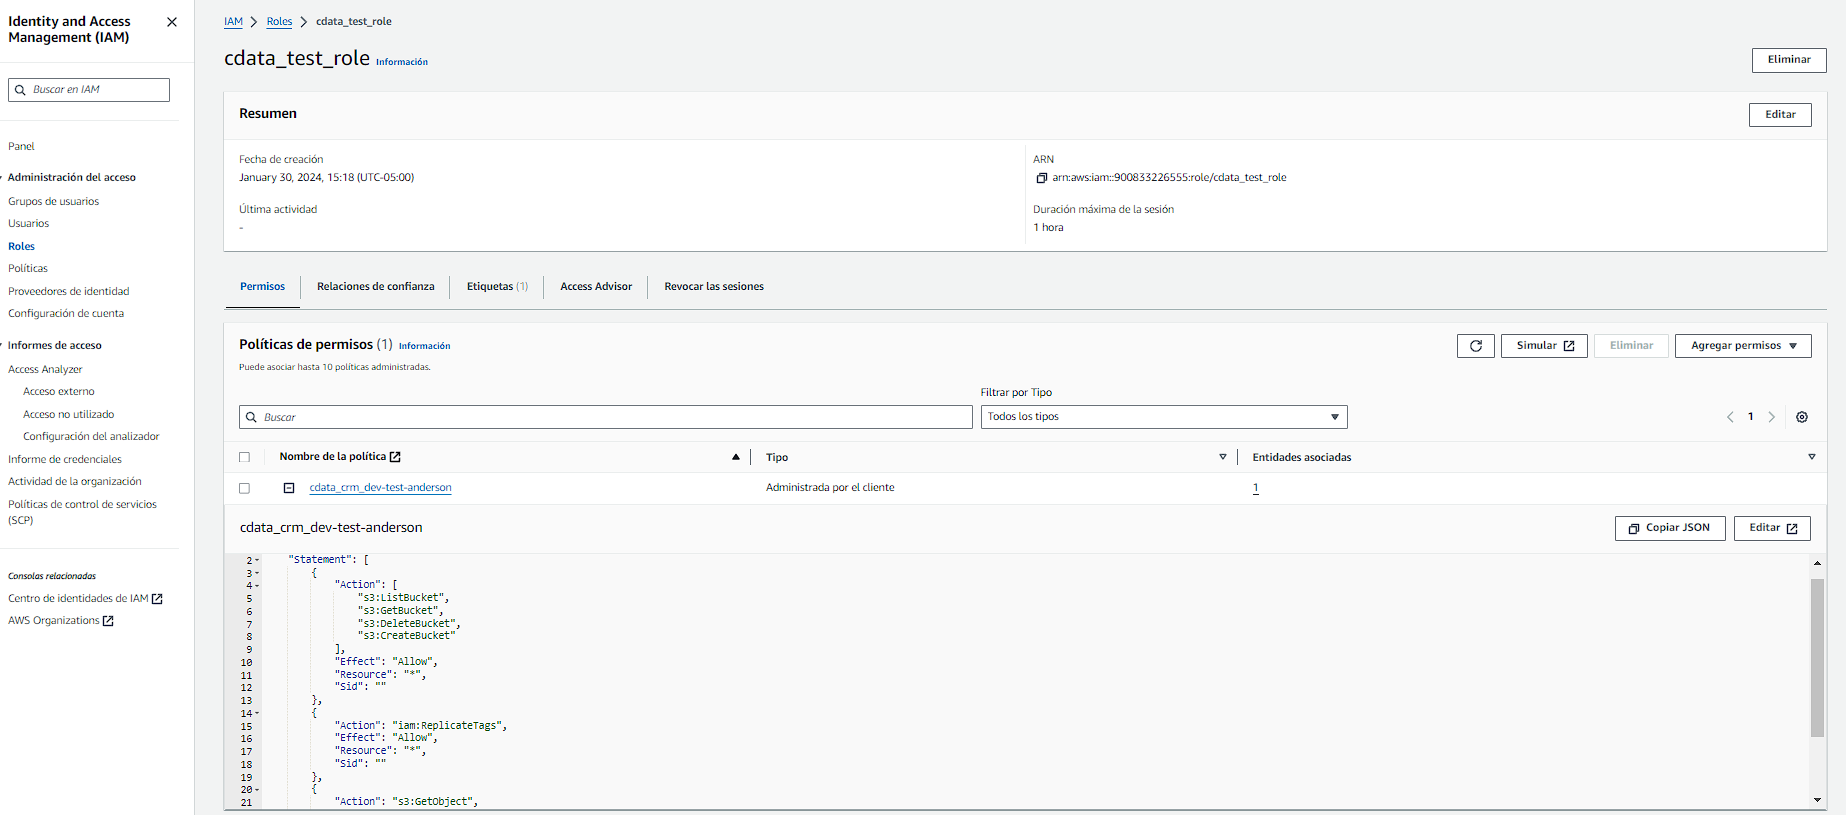 Identity and Access
Management (IAM)
Buscar en IAM
Panel
Administración del acceso
Grupos de usuarios
Usuarios
Roles
Políticas
Proveedores de identidad
Configuración de cuenta
Informes de acceso
Access Analyzer
Acceso externo
Acceso no utilizado
Configuración del analizador
Informe de credenciales
Actividad de la organización
Políticas de control de servicios
(SCP)
Consolas relacionadas
Centro de identidades de IAM
AWS Organizations
IAM > Roles > cdata_test_role
cdata_test_role Información
Eliminar
Resumen
Editar
Fecha de creación
January 30, 2024, 15:18 (UTC-05:00)
ARN
arn:aws:iam::900833226555:role/cdata_test_role
Última actividad
-
Duración máxima de la sesión
1 hora
Permisos
Relaciones de confianza
Etiquetas (1)
Access Advisor
Revocar las sesiones
Políticas de permisos (1) Información
Puede asociar hasta 10 políticas administradas.
Simular
Eliminar
Agregar permisos
Filtrar por Tipo
Buscar
Todos los tipos
1
Nombre de la política
Tipo
Entidades asociadas
cdata_crm_dev-test-anderson
Administrada por el cliente
1
cdata_crm_dev-test-anderson
Copiar JSON
Editar
2 "Statement": [
3 {
4 "Action": [
5 "s3:ListBucket",
6 "s3:GetBucket",
7 "s3:DeleteBucket",
8 "s3:CreateBucket"
9 ],
10 "Effect": "Allow",
11 "Resource": "*",
12 "Sid": ""
13 },
14 {
15 "Action": "iam:ReplicateTags",
16 "Effect": "Allow",
17 "Resource": "*",
18 "Sid": ""
19 },
20 {
21 "Action": "s3:GetObject",